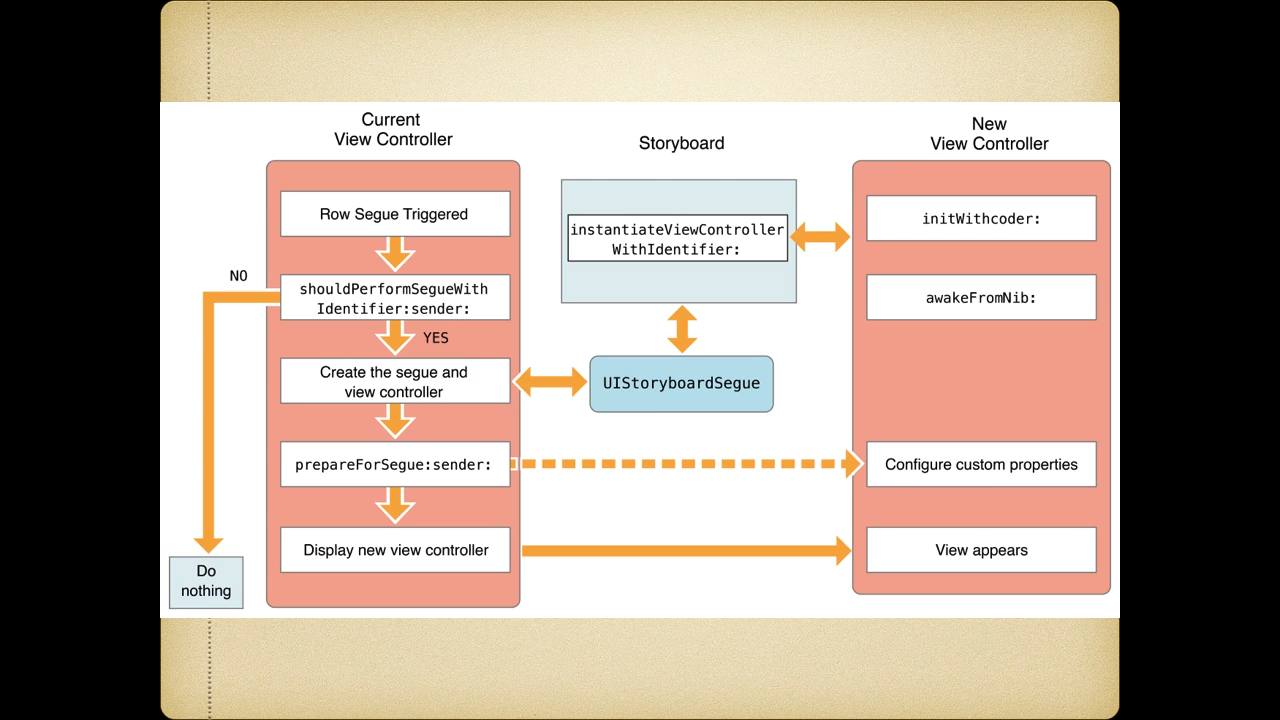 Current
View Controller
Storyboard
New
View Controller
Row Segue Triggered
NO
shouldPerformSegueWith
Identifier:sender:
YES
Create the segue and
view controller
prepareForSegue:sender:
Display new view controller
Do
nothing
instantiateViewController
WithIdentifier:
UIStoryboardSegue
initWithcoder:
awakeFromNib:
Configure custom properties
View appears